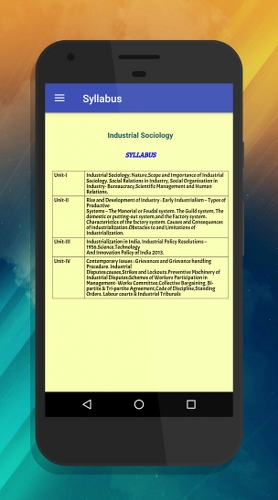 Syllabus
Industrial Sociology
SYLLABUS
Unit-I
Industrial Sociology: Nature,Scope and Importance of Industrial
Sociology. Social Relations in Industry, Social Organisation in
Industry- Bureaucracy,Scientific Management and Human
Relations.
Unit-II
Rise and Development of Industry : Early Industrialism – Types of
Productive
Systems – The Manorial or Feudal system. The Guild system, The
domestic or putting-out system,and the Factory system.
Characteristics of the factory system. Causes and Consequences
of industrialization.Obstacles to and Limitations of
Industrialization.
Unit-III
Industrialization in India. Industrial Policy Resolutions –
1956.Science.Technology
And Innovation Policy of India 2013.
Unit-IV
Contemporary Issues : Grievances and Grievance handling
Procedure. Industrial
Disputes:causes,Strikes and Lockouts.Preventive Machinery of
Industrial Disputes.Schemes of Workers Participation in
Management- Works Committee,Collective Bargaining. Bi-
partite & Tri-partite Agreement,Code of Discipline,Standing
Orders. Labour courts & Industrial Tribunals